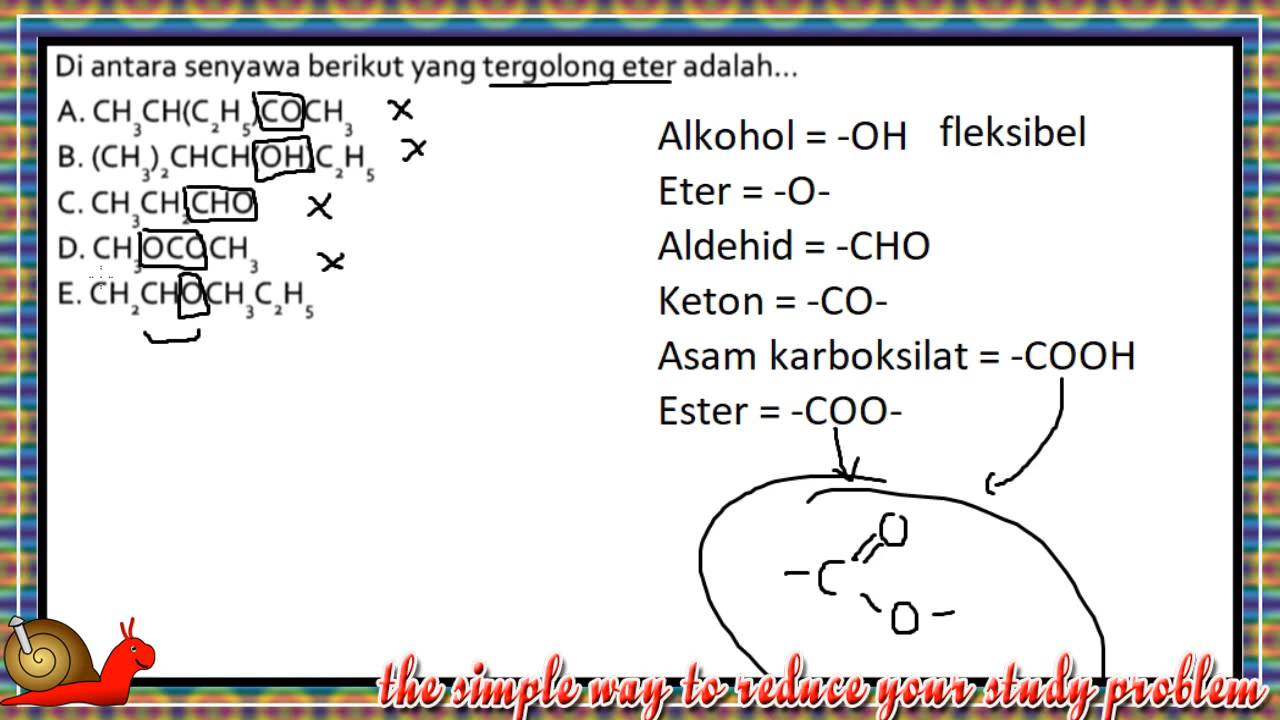 Di antara senyawa berikut yang tergolong eter adalah...
A. CH₃CH(C₂H₅)COCH₃ x
B. (CH₃)₂CHCH(OH)C₂H₅ x
C. CH₃CH₂CHO x
D. CH₃OCOCH₃ x
E. CH₂CHOCH₃C₂H₅
Alkohol = -OH fleksibel
Eter = -O-
Aldehid = -CHO
Keton = -CO-
Asam karboksilat = -COOH
Ester = -COO-
O
- C
O -
the simple way to reduce your study problem